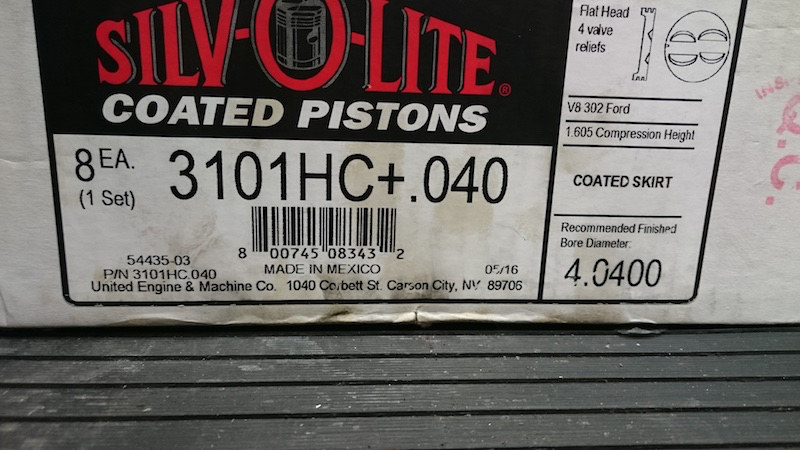 SILV-O-LITE®
COATED PISTONS
8 EA.
(1 Set)
3101HC+.040
8 00745 08343 2
54435-03
P/N 3101HC.040
MADE IN MEXICO
05/16
United Engine & Machine Co. 1040 Corbett St. Carson City, NV 89706
Flat Head
4 valve
reliefs
V8 302 Ford
1.605 Compression Height
COATED SKIRT
Recommended Finished
Bore Diameter:
4.0400
Q.C.